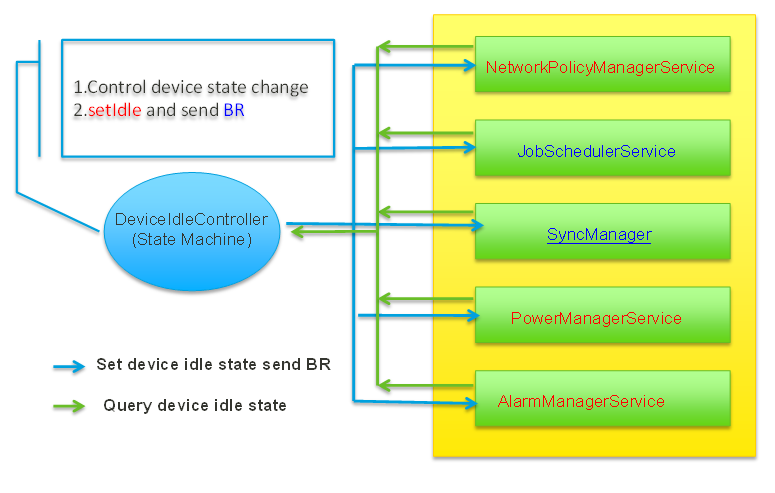 1.Control device state change
2.setIdle and send BR
DeviceIdleController
(State Machine)
NetworkPolicyManagerService
JobSchedulerService
SyncManager
PowerManagerService
AlarmManagerService
Set device idle state send BR
Query device idle state